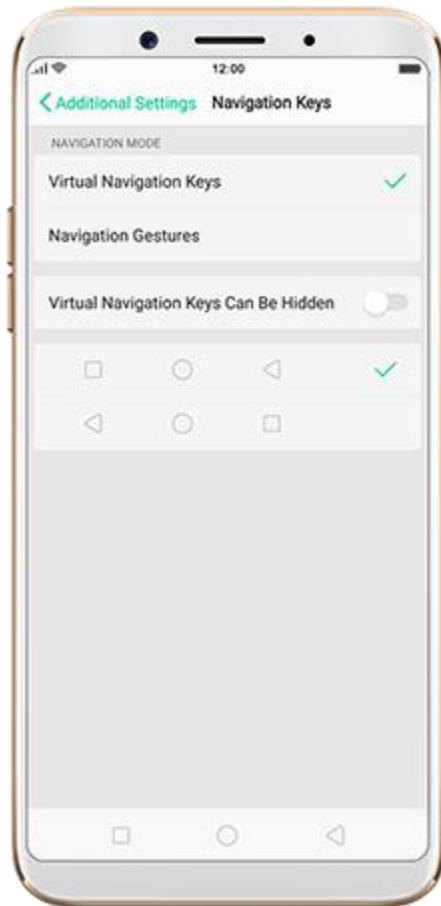 12:00
Additional Settings Navigation Keys
NAVIGATION MODE
Virtual Navigation Keys
Navigation Gestures
Virtual Navigation Keys Can Be Hidden